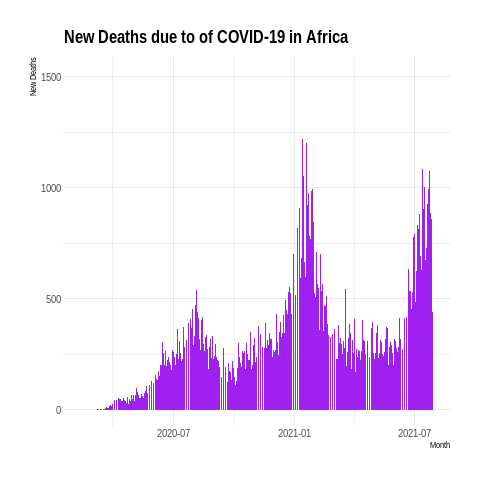 New Deaths due to of COVID-19 in Africa
New Deaths
1500
1000
500
0
2020-07
2021-01
2021-07
Month